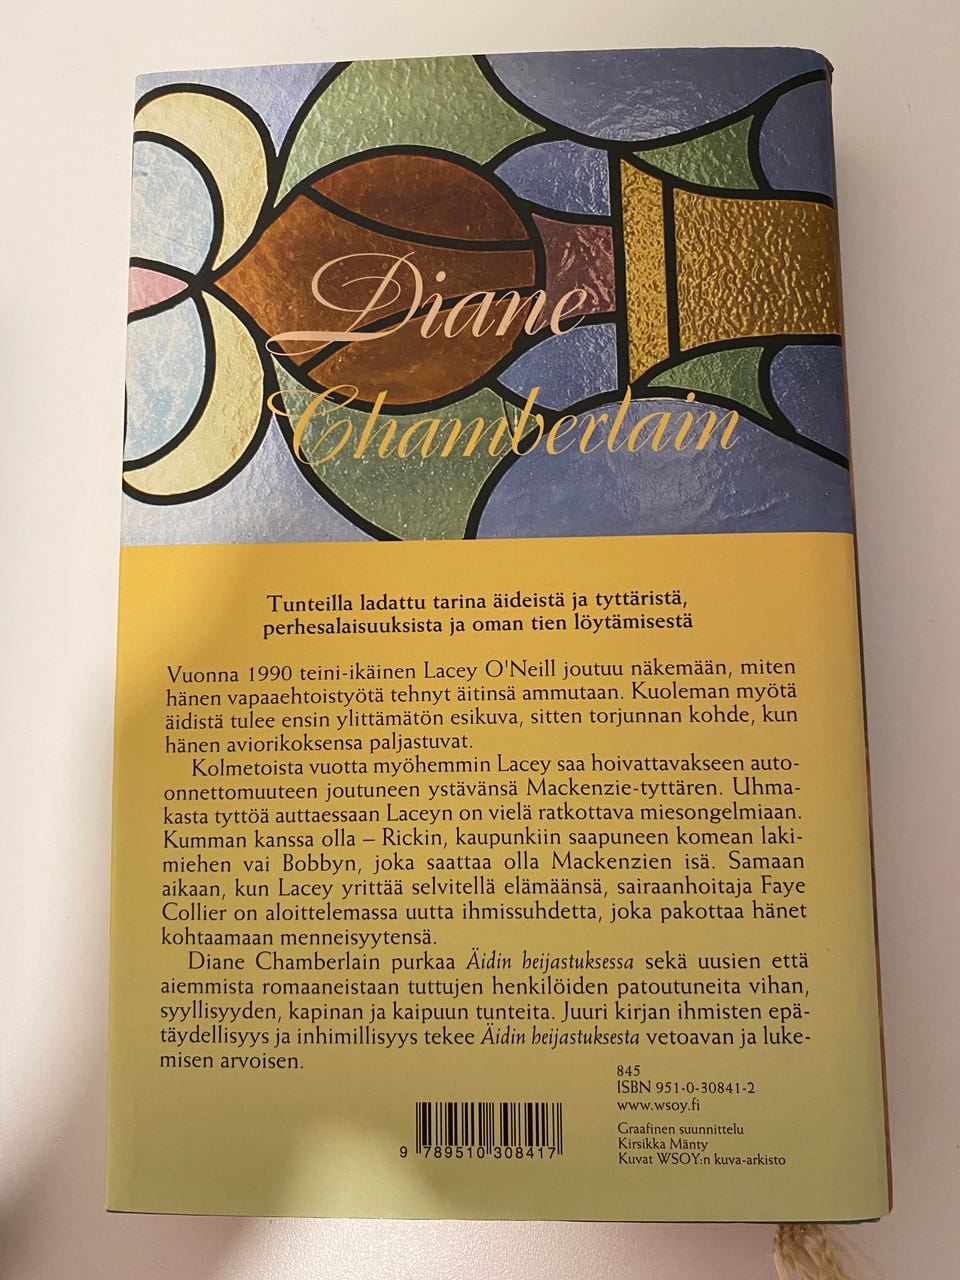 Diane
Chamberlain
Tunteilla ladattu tarina äideistä ja tyttäristä,
perhesalaisuuksista ja oman tien löytämisestä
Vuonna 1990 teini-ikäinen Lacey O'Neill joutuu näkemään, miten
hänen vapaaehtoistyötä tehnyt äitinsä ammutaan. Kuoleman myötä
äidistä tulee ensin ylittämätön esikuva, sitten torjunnan kohde, kun
hänen aviorikoksensa paljastuvat.
Kolmetoista vuotta myöhemmin Lacey saa hoivattavakseen auto-
onnettomuuteen joutuneen ystävänsä Mackenzie-tyttären. Uhma-
kasta tyttöä auttaessaan Laceyn on vielä ratkottava miesongelmiaan.
Kumman kanssa olla – Rickin, kaupunkiin saapuneen komean laki-
miehen vai Bobbyn, joka saattaa olla Mackenzien isä. Samaan
aikaan, kun Lacey yrittää selvitellä elämäänsä, sairaanhoitaja Faye
Collier on aloittelemassa uutta ihmissuhdetta, joka pakottaa hänet
kohtaamaan menneisyytensä.
Diane Chamberlain purkaa Äidin heijastuksessa sekä uusien että
aiemmista romaaneistaan tuttujen henkilöiden patoutuneita vihan,
syyllisyyden, kapinan ja kaipuun tunteita. Juuri kirjan ihmisten epä-
täydellisyys ja inhimillisyys tekee Äidin heijastuksesta vetoavan ja luke-
misen arvoisen.
845
ISBN 951-0-30841-2
www.wsoy.fi
Graafinen suunnittelu
Kirsikka Mänty
Kuvat WSOY:n kuva-arkisto
9 789510 308417